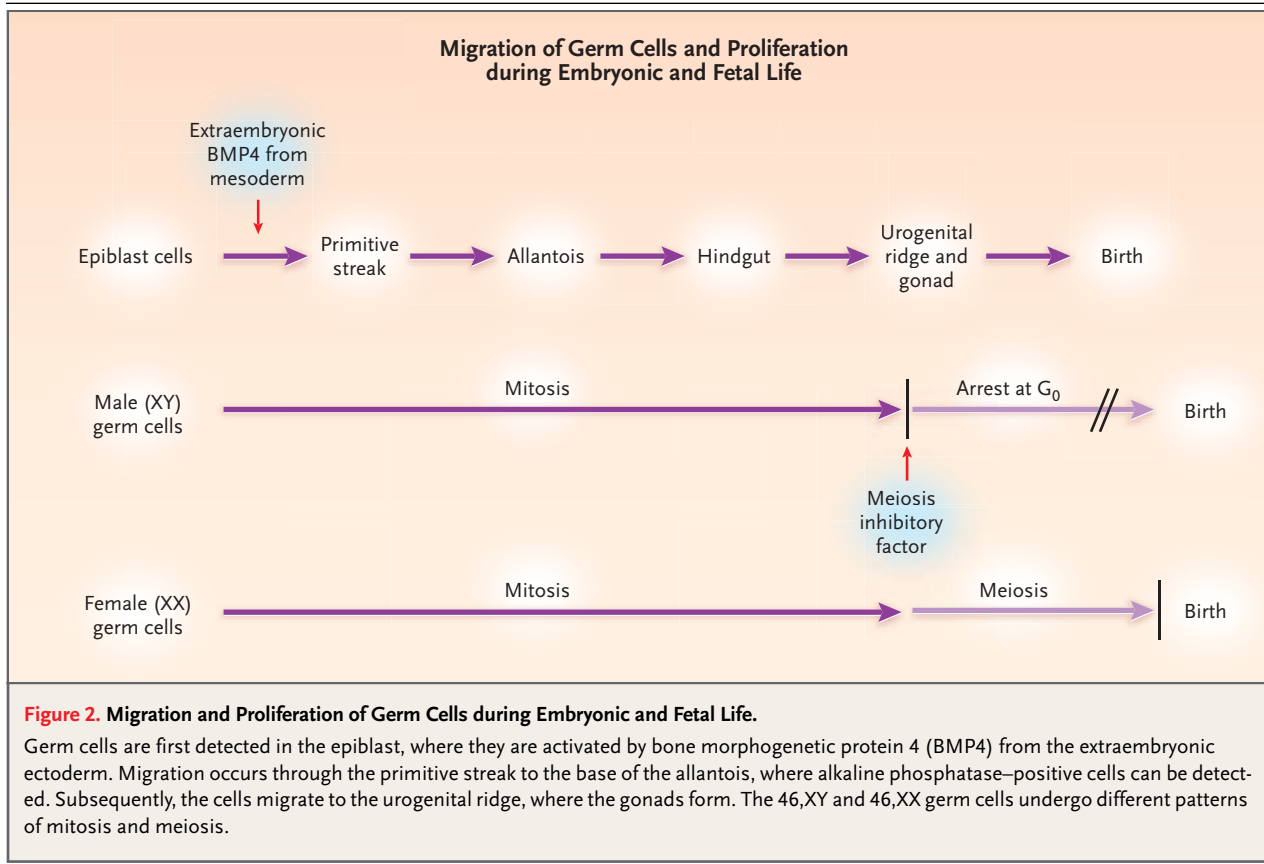 Migration of Germ Cells and Proliferation
during Embryonic and Fetal Life
Extraembryonic
BMP4 from
mesoderm
Epiblast cells
Primitive
streak
Allantois
Hindgut
Urogenital
ridge and
gonad
Birth
Male (XY)
germ cells
Mitosis
Arrest at G₀
Birth
Meiosis
inhibitory
factor
Female (XX)
germ cells
Mitosis
Meiosis
Birth
Figure 2. Migration and Proliferation of Germ Cells during Embryonic and Fetal Life.
Germ cells are first detected in the epiblast, where they are activated by bone morphogenetic protein 4 (BMP4) from the extraembryonic
ectoderm. Migration occurs through the primitive streak to the base of the allantois, where alkaline phosphatase–positive cells can be detect-
ed. Subsequently, the cells migrate to the urogenital ridge, where the gonads form. The 46,XY and 46,XX germ cells undergo different patterns
of mitosis and meiosis.